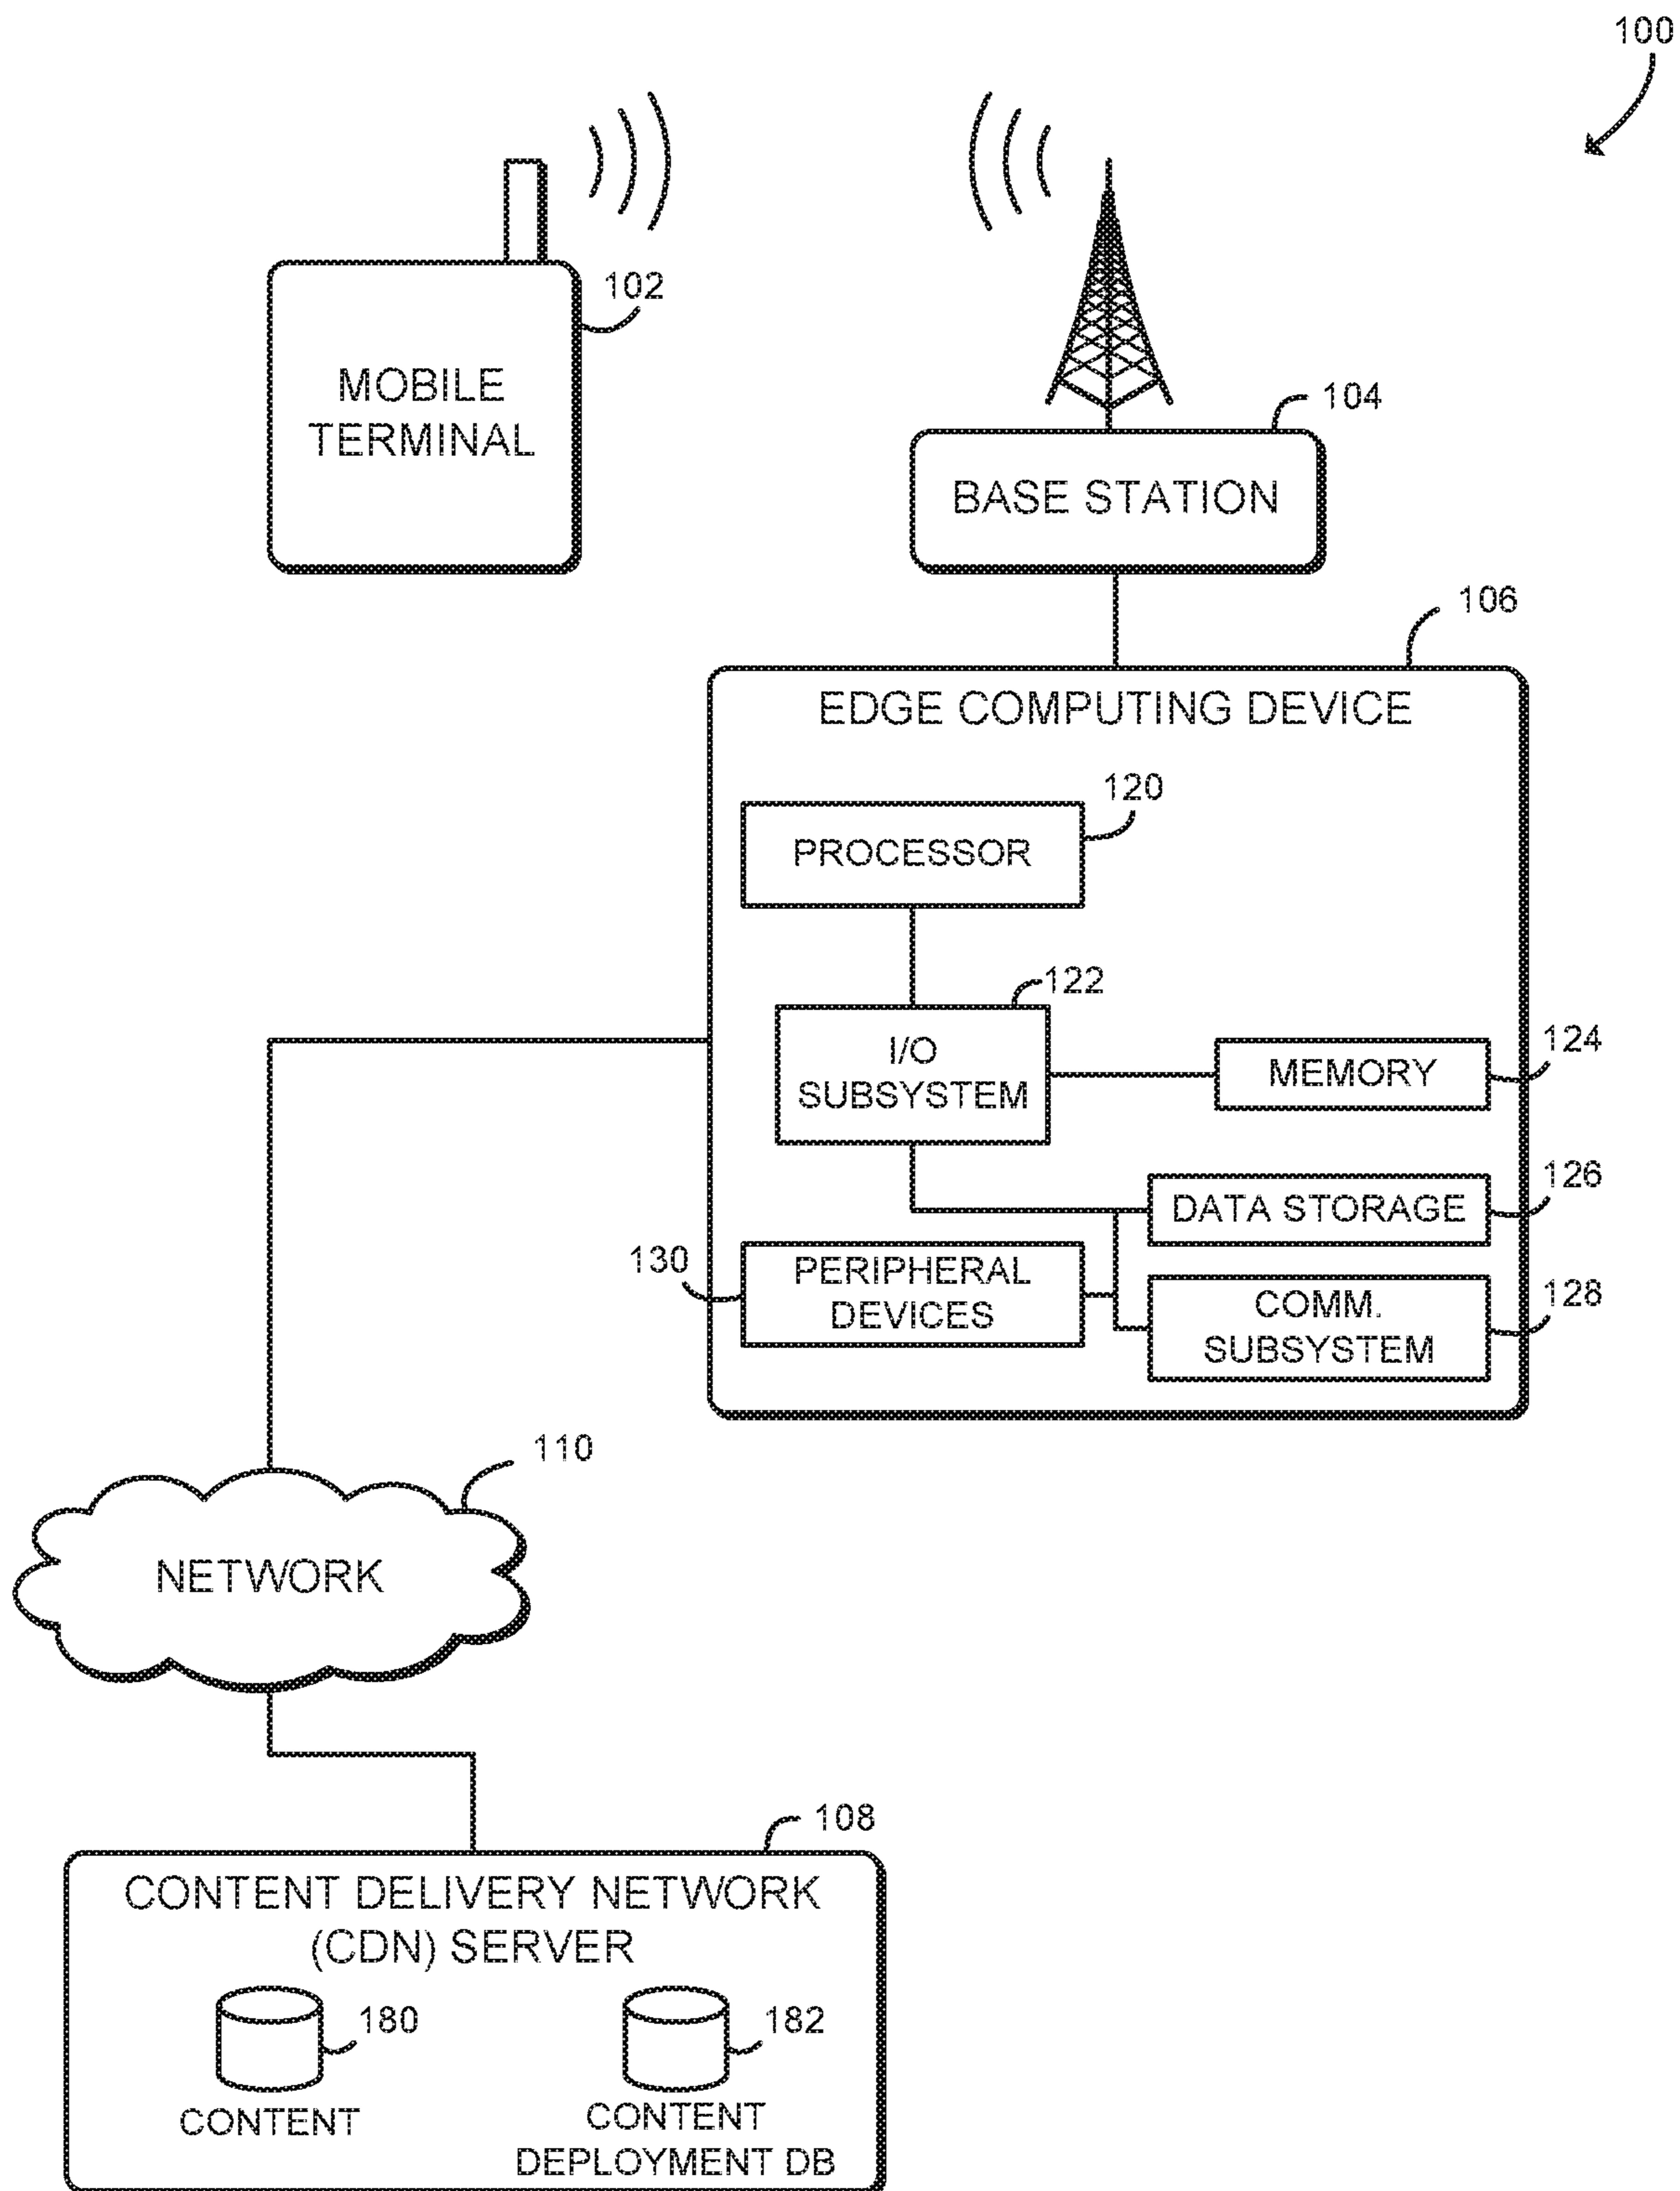 100
102
MOBILE
TERMINAL
104
BASE STATION
106
EDGE COMPUTING DEVICE
120
PROCESSOR
122
I/O
SUBSYSTEM
124
MEMORY
126
DATA STORAGE
130
PERIPHERAL
DEVICES
128
COMM.
SUBSYSTEM
110
NETWORK
108
CONTENT DELIVERY NETWORK
(CDN) SERVER
180
CONTENT
182
CONTENT
DEPLOYMENT DB